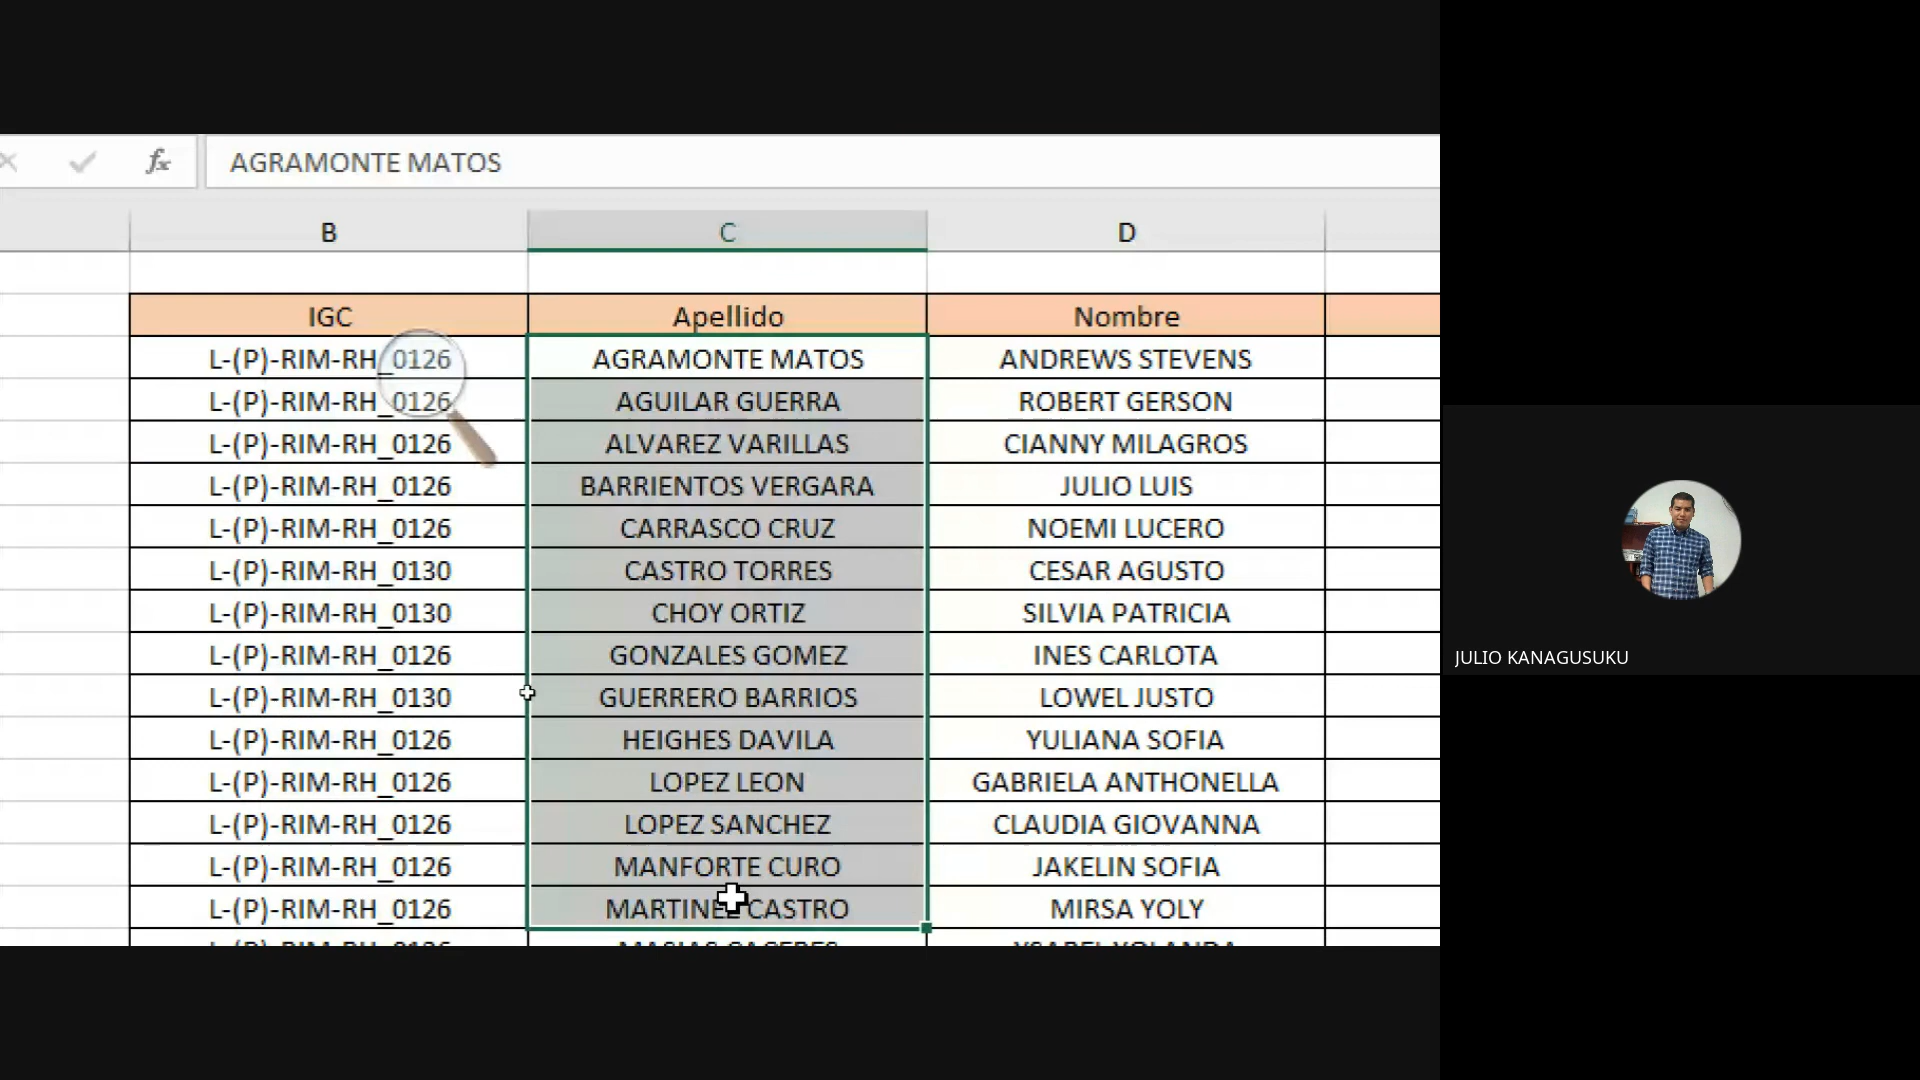 fx AGRAMONTE MATOS
B C D
IGC Apellido Nombre
L-(P)-RIM-RH_0126 AGRAMONTE MATOS ANDREWS STEVENS
L-(P)-RIM-RH_0126 AGUILAR GUERRA ROBERT GERSON
L-(P)-RIM-RH_0126 ALVAREZ VARILLAS CIANNY MILAGROS
L-(P)-RIM-RH_0126 BARRIENTOS VERGARA JULIO LUIS
L-(P)-RIM-RH_0126 CARRASCO CRUZ NOEMI LUCERO
L-(P)-RIM-RH_0130 CASTRO TORRES CESAR AGUSTO
L-(P)-RIM-RH_0130 CHOY ORTIZ SILVIA PATRICIA
L-(P)-RIM-RH_0126 GONZALES GOMEZ INES CARLOTA
L-(P)-RIM-RH_0130 GUERRERO BARRIOS LOWEL JUSTO
L-(P)-RIM-RH_0126 HEIGHES DAVILA YULIANA SOFIA
L-(P)-RIM-RH_0126 LOPEZ LEON GABRIELA ANTHONELLA
L-(P)-RIM-RH_0126 LOPEZ SANCHEZ CLAUDIA GIOVANNA
L-(P)-RIM-RH_0126 MANFORTE CURO JAKELIN SOFIA
L-(P)-RIM-RH_0126 MARTINEZ CASTRO MIRSA YOLY
JULIO KANAGUSUKU